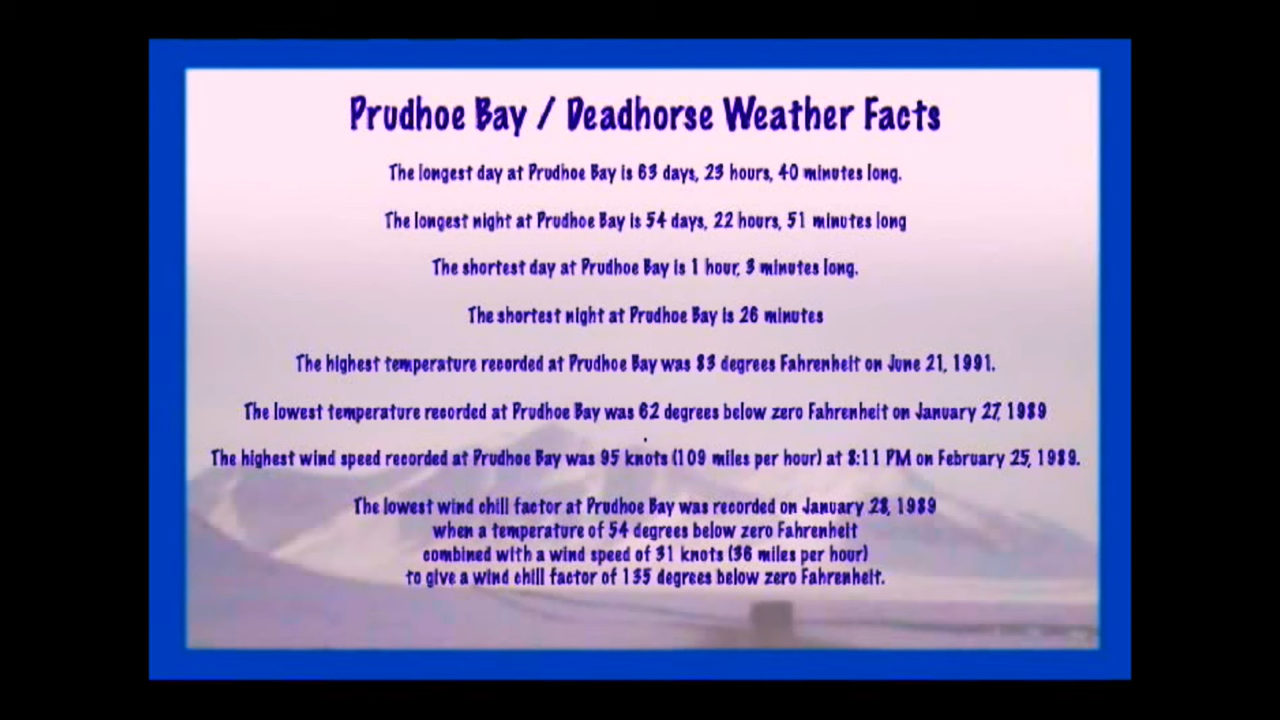 Prudhoe Bay / Deadhorse Weather Facts
The longest day at Prudhoe Bay is 63 days, 23 hours, 40 minutes long.
The longest night at Prudhoe Bay is 54 days, 22 hours, 51 minutes long
The shortest day at Prudhoe Bay is 1 hour, 3 minutes long.
The shortest night at Prudhoe Bay is 26 minutes
The highest temperature recorded at Prudhoe Bay was 83 degrees Fahrenheit on June 21, 1991.
The lowest temperature recorded at Prudhoe Bay was 62 degrees below zero Fahrenheit on January 27, 1989
.
The highest wind speed recorded at Prudhoe Bay was 95 knots (109 miles per hour) at 8:11 PM on February 25, 1989.
The lowest wind chill factor at Prudhoe Bay was recorded on January 28, 1989
when a temperature of 54 degrees below zero Fahrenheit
combined with a wind speed of 31 knots (36 miles per hour)
to give a wind chill factor of 135 degrees below zero Fahrenheit.